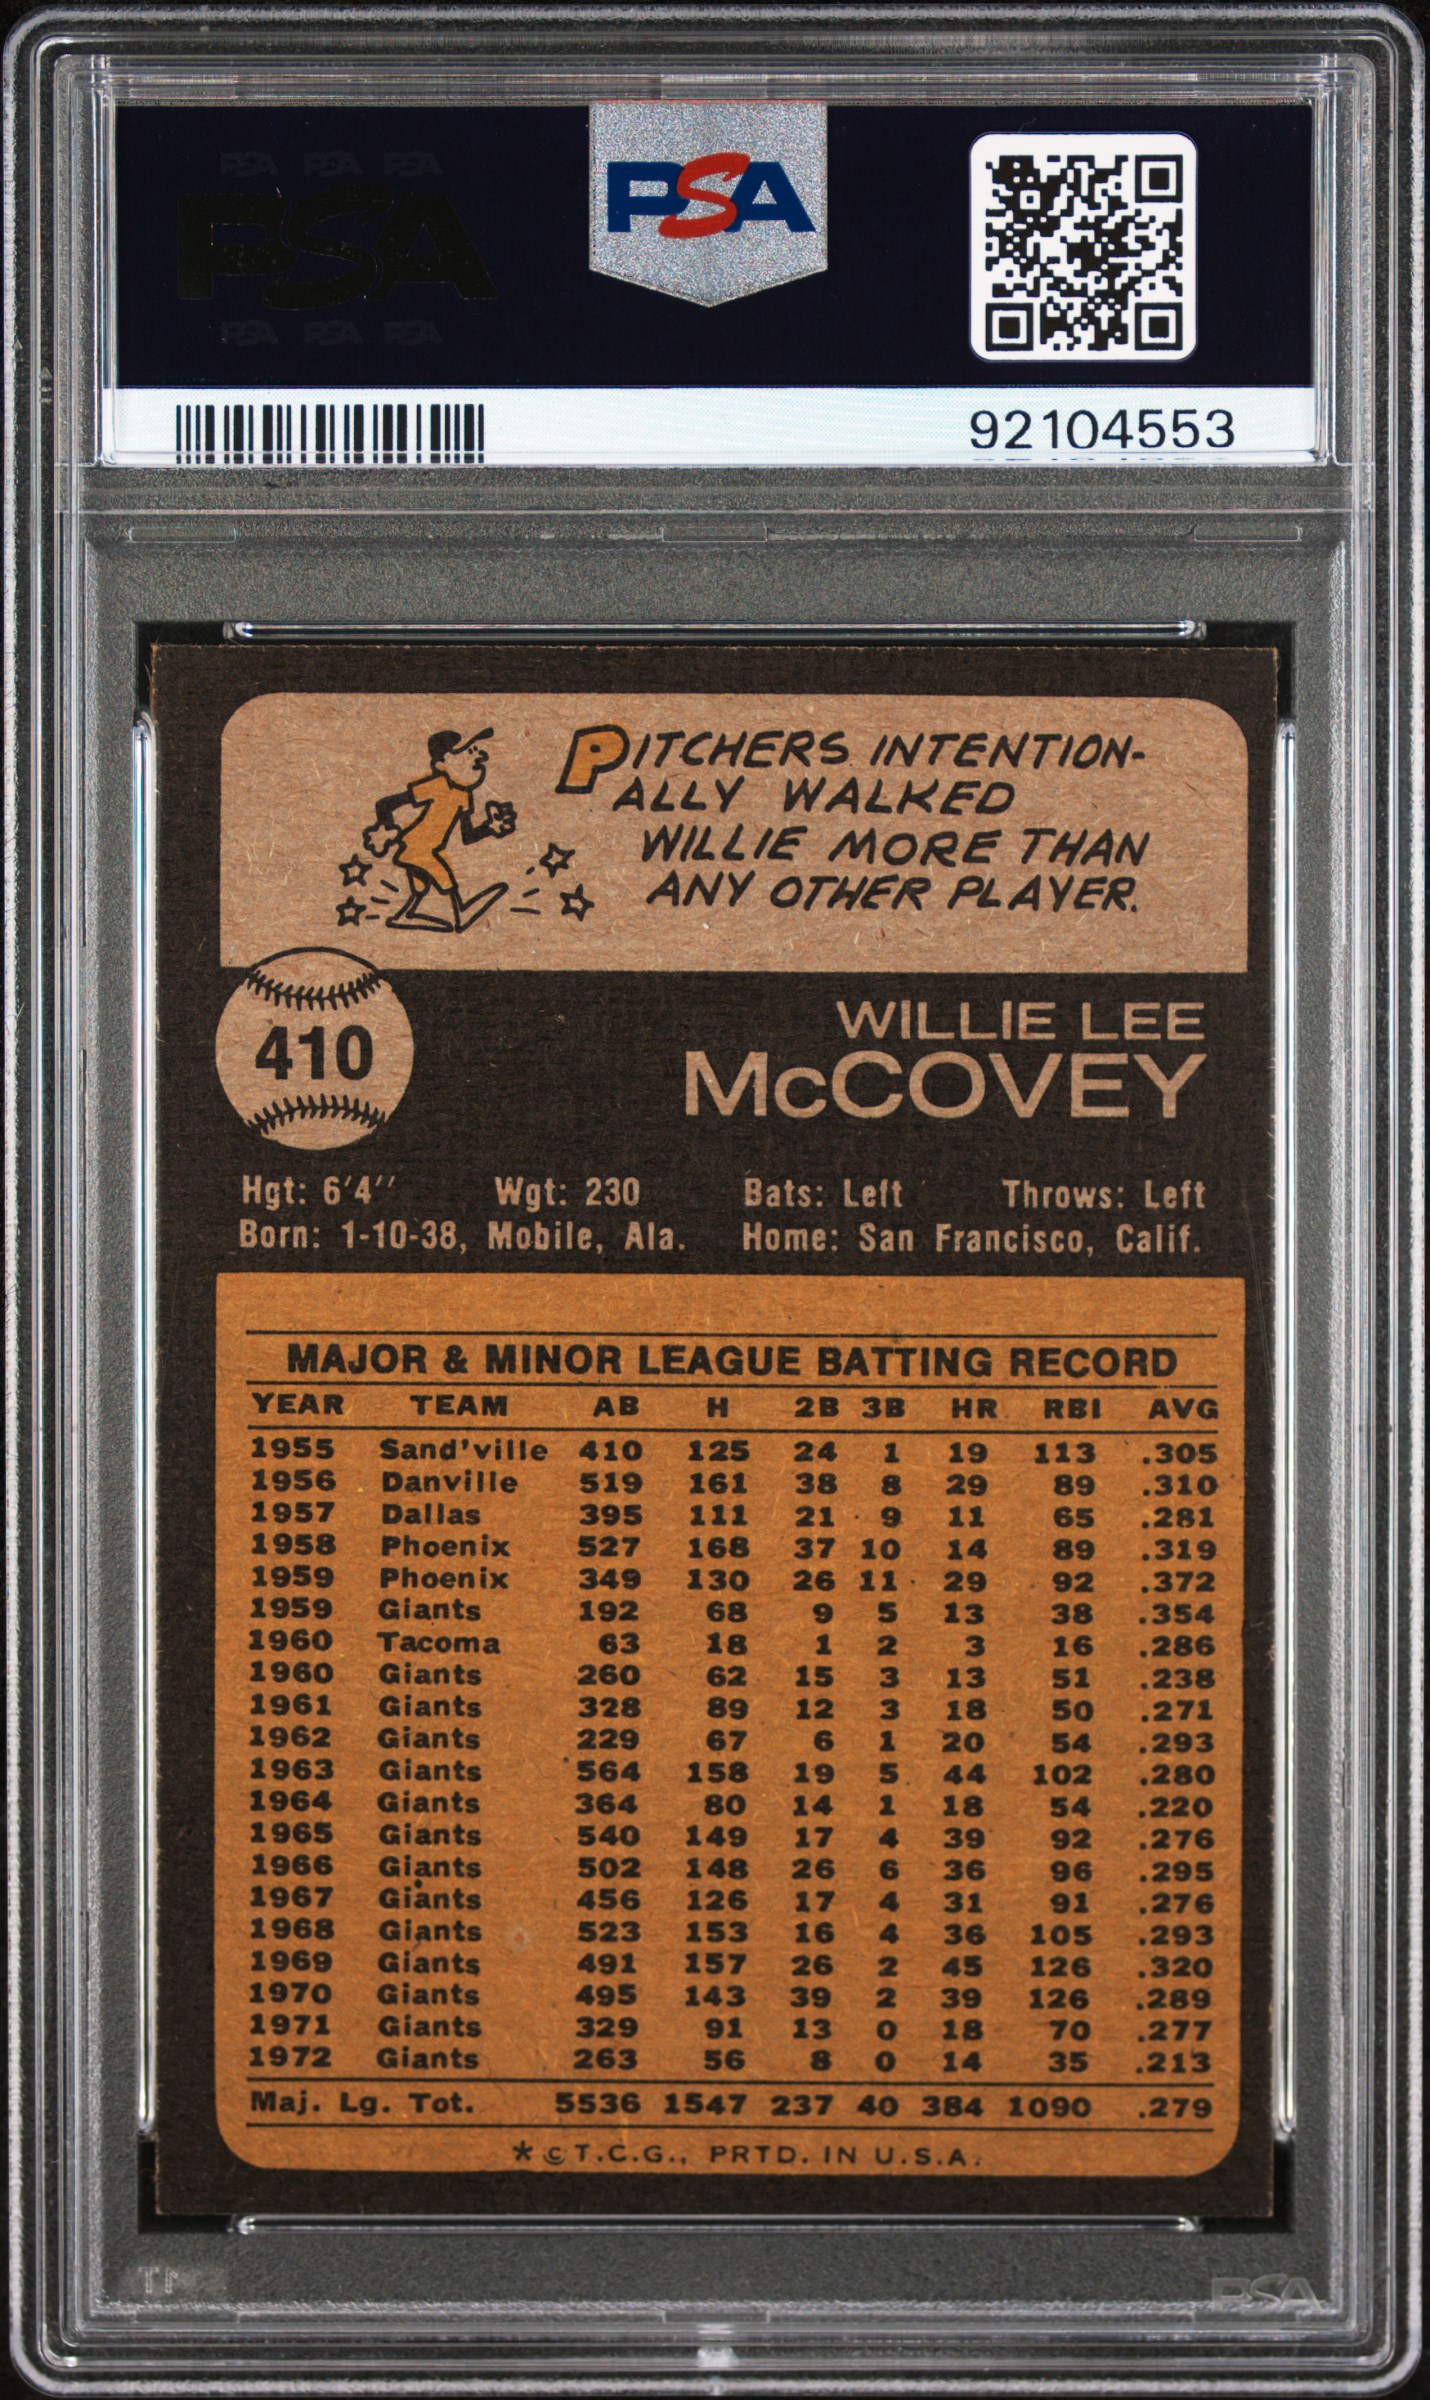 PSA PSA PSA
PSA
PSA PSA PSA
PSA
92104553
PITCHERS INTENTION-
ALLY WALKED
WILLIE MORE THAN
ANY OTHER PLAYER.
410
WILLIE LEE
McCOVEY
Hgt: 6'4" Wgt: 230 Bats: Left Throws: Left
Born: 1-10-38, Mobile, Ala. Home: San Francisco, Calif.
MAJOR & MINOR LEAGUE BATTING RECORD
YEAR TEAM AB H 2B 3B HR RBI AVG
1955 Sand'ville 410 125 24 1 19 113 .305
1956 Danville 519 161 38 8 29 89 .310
1957 Dallas 395 111 21 9 11 65 .281
1958 Phoenix 527 168 37 10 14 89 .319
1959 Phoenix 349 130 26 11 29 92 .372
1959 Giants 192 68 9 5 13 38 .354
1960 Tacoma 63 18 1 2 3 16 .286
1960 Giants 260 62 15 3 13 51 .238
1961 Giants 328 89 12 3 18 50 .271
1962 Giants 229 67 6 1 20 54 .293
1963 Giants 564 158 19 5 44 102 .280
1964 Giants 364 80 14 1 18 54 .220
1965 Giants 540 149 17 4 39 92 .276
1966 Giants 502 148 26 6 36 96 .295
1967 Giants 456 126 17 4 31 91 .276
1968 Giants 523 153 16 4 36 105 .293
1969 Giants 491 157 26 2 45 126 .320
1970 Giants 495 143 39 2 39 126 .289
1971 Giants 329 91 13 0 18 70 .277
1972 Giants 263 56 8 0 14 35 .213
Maj. Lg. Tot. 5536 1547 237 40 384 1090 .279
* © T.C.G., PRTD. IN U.S.A.
PSA